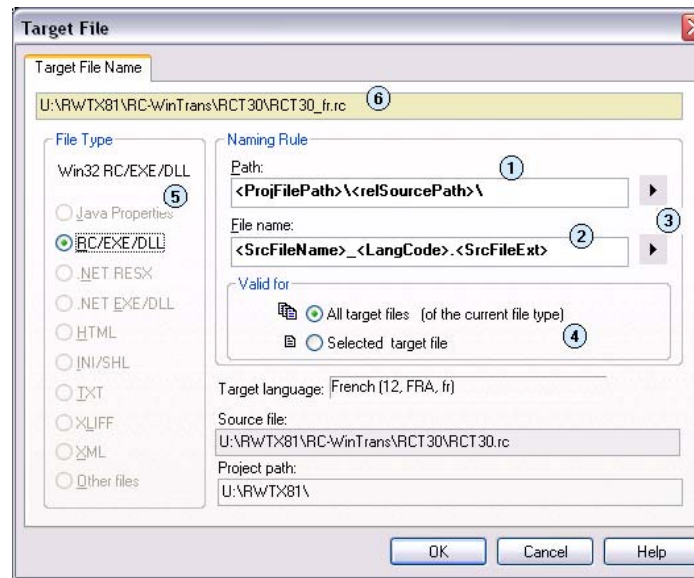 Target File
Target File Name
U:\RWTX81\RC-WinTrans\RCT30\RCT30_fr.rc
6
File Type
Win32 RC/EXE/DLL
5
Java Properties
RC/EXE/DLL
.NET RESX
.NET EXE/DLL
HTML
INI/SHL
TXT
XLIFF
XML
Other files
Naming Rule
Path:
1
<ProjFilePath>\<relSourcePath>\
3
File name:
2
<SrcFileName>_<LangCode>.<SrcFileExt>
Valid for
All target files (of the current file type)
Selected target file
4
Target language: French (12, FRA, fr)
Source file:
U:\RWTX81\RC-WinTrans\RCT30\RCT30.rc
Project path:
U:\RWTX81\
OK
Cancel
Help